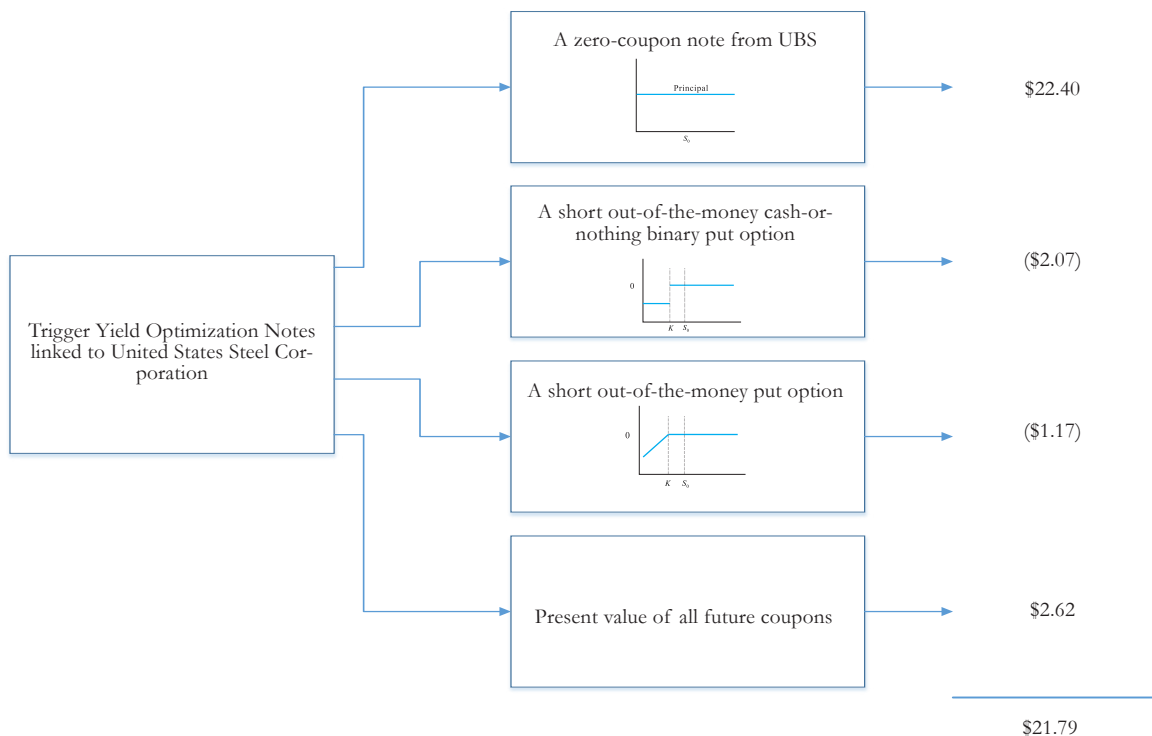 A zero-coupon note from UBS
Principal
S₀
$22.40
A short out-of-the-money cash-or-
nothing binary put option
0
K
S₀
($2.07)
Trigger Yield Optimization Notes
linked to United States Steel Cor-
poration
A short out-of-the-money put option
0
K
S₀
($1.17)
Present value of all future coupons
$2.62
$21.79